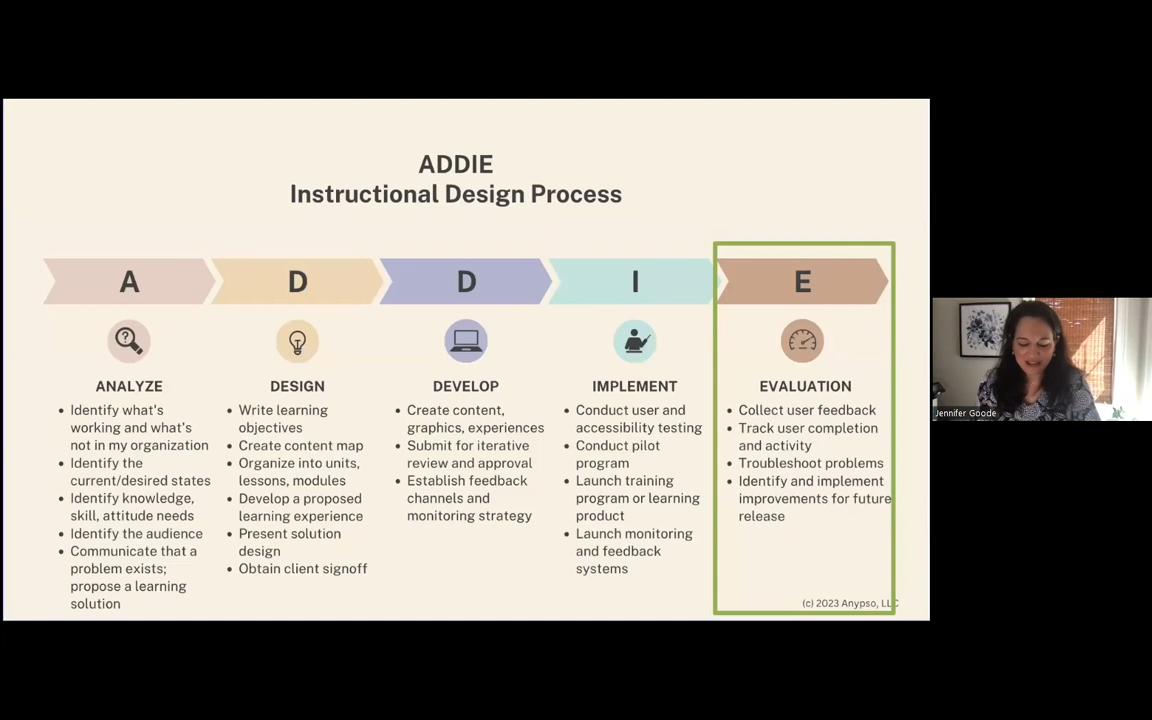 ADDIE
Instructional Design Process
A
D
D
I
E
ANALYZE
• Identify what's
working and what's
not in my organization
• Identify the
current/desired states
• Identify knowledge,
skill, attitude needs
• Identify the audience
• Communicate that a
problem exists;
propose a learning
solution
DESIGN
• Write learning
objectives
• Create content map
• Organize into units,
lessons, modules
• Develop a proposed
learning experience
• Present solution
design
• Obtain client signoff
DEVELOP
• Create content,
graphics, experiences
• Submit for iterative
review and approval
• Establish feedback
channels and
monitoring strategy
IMPLEMENT
• Conduct user and
accessibility testing
• Conduct pilot
program
• Launch training
program or learning
product
• Launch monitoring
and feedback
systems
EVALUATION
• Collect user feedback
• Track user completion
and activity
• Troubleshoot problems
• Identify and implement
improvements for future
release
(c) 2023 Anypso, LLC
Jennifer Goode